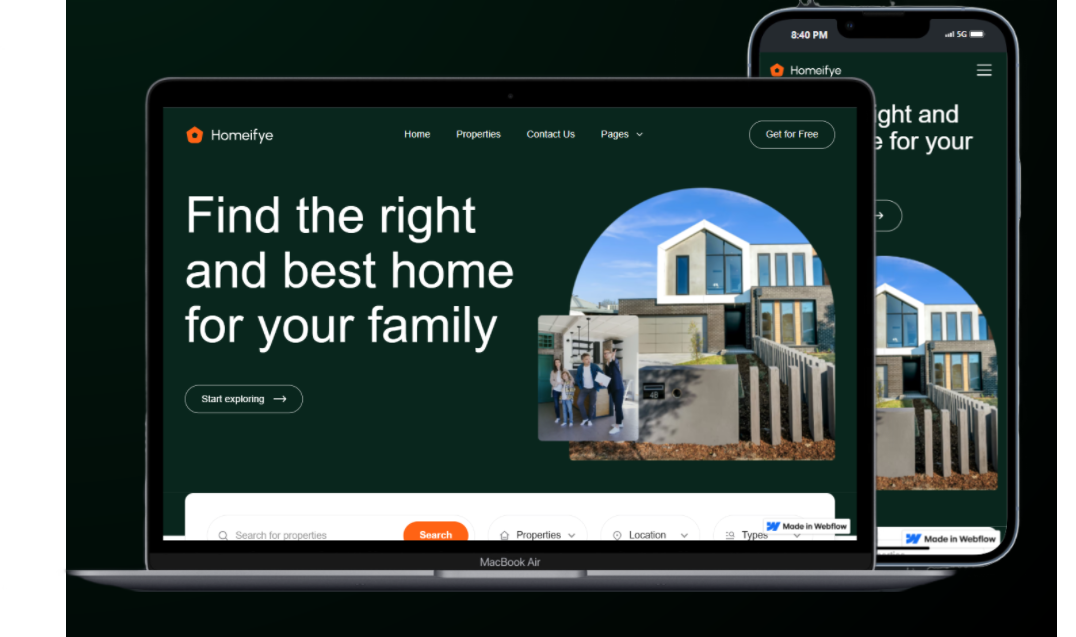 8:40 PM
5G
Homeifye
ght and
for your
Homeifye
Home
Properties
Contact Us
Pages
Get for Free
Find the right
and best home
for your family
Start exploring
Search for properties
Search
Properties
Location
Types
Made in Webflow
Made in Webflow
MacBook Air